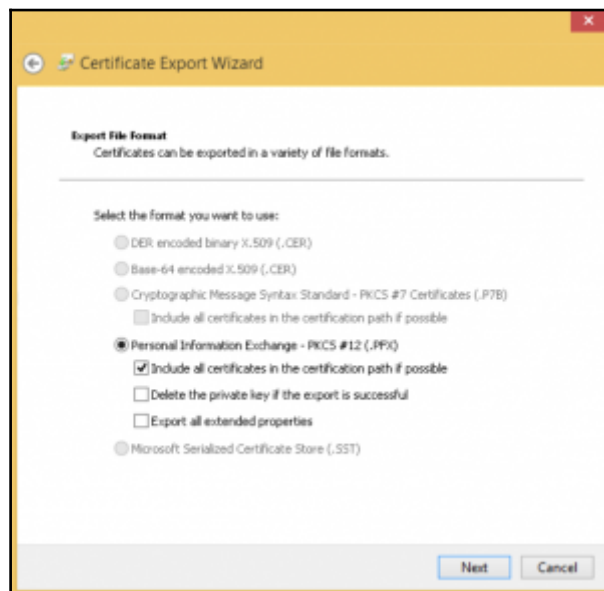 Certificate Export Wizard
Export File Format
Certificates can be exported in a variety of file formats.
Select the format you want to use:
DER encoded binary X.509 (.CER)
Base-64 encoded X.509 (.CER)
Cryptographic Message Syntax Standard - PKCS #7 Certificates (.P7B)
Include all certificates in the certification path if possible
Personal Information Exchange - PKCS #12 (.PFX)
Include all certificates in the certification path if possible
Delete the private key if the export is successful
Export all extended properties
Microsoft Serialized Certificate Store (.SST)
Next Cancel